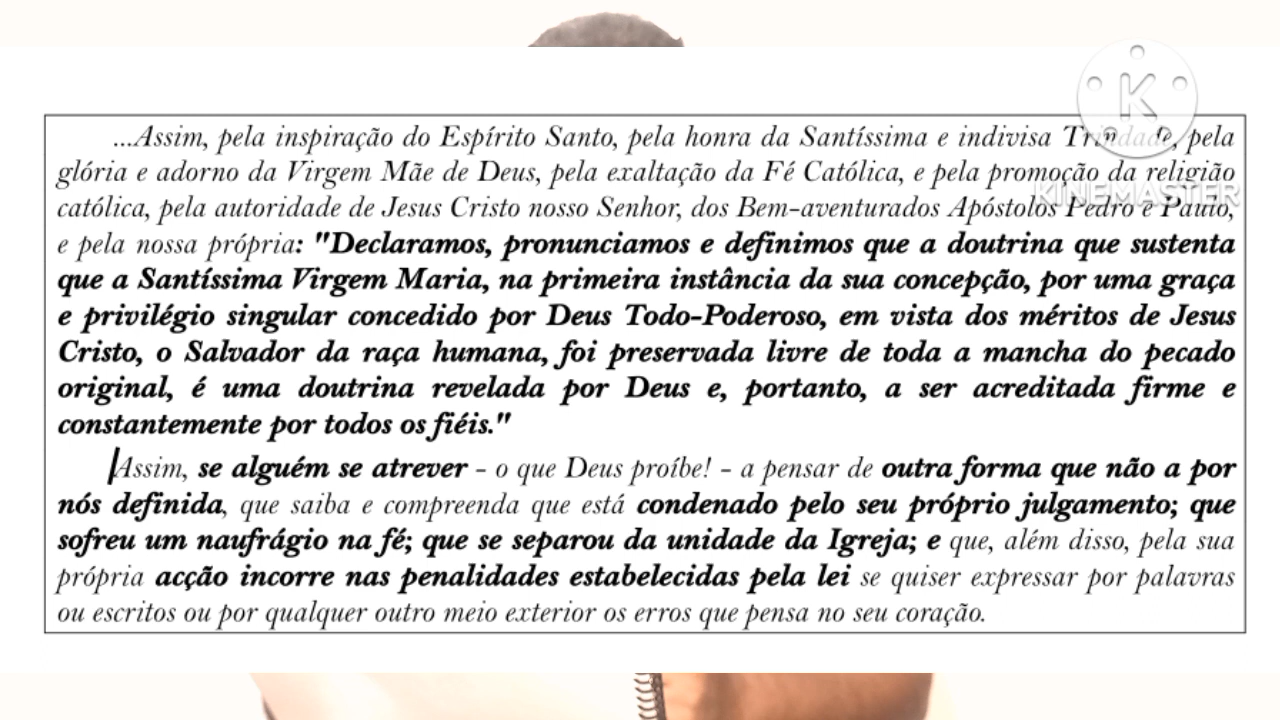 ...Assim, pela inspiração do Espírito Santo, pela honra da Santíssima e indivisa Trindade, pela
glória e adorno da Virgem Mãe de Deus, pela exaltação da Fé Católica, e pela promoção da religião
católica, pela autoridade de Jesus Cristo nosso Senhor, dos Bem-aventurados Apóstolos Pedro e Paulo,
e pela nossa própria: "Declaramos, pronunciamos e definimos que a doutrina que sustenta
que a Santíssima Virgem Maria, na primeira instância da sua concepção, por uma graça
e privilégio singular concedido por Deus Todo-Poderoso, em vista dos méritos de Jesus
Cristo, o Salvador da raça humana, foi preservada livre de toda a mancha do pecado
original, é uma doutrina revelada por Deus e, portanto, a ser acreditada firme e
constantemente por todos os fiéis."
Assim, se alguém se atrever - o que Deus proíbe! - a pensar de outra forma que não a por
nós definida, que saiba e compreenda que está condenado pelo seu próprio julgamento; que
sofreu um naufrágio na fé; que se separou da unidade da Igreja; e que, além disso, pela sua
própria acção incorre nas penalidades estabelecidas pela lei se quiser expressar por palavras
ou escritos ou por qualquer outro meio exterior os erros que pensa no seu coração.
K
KINEMASTER